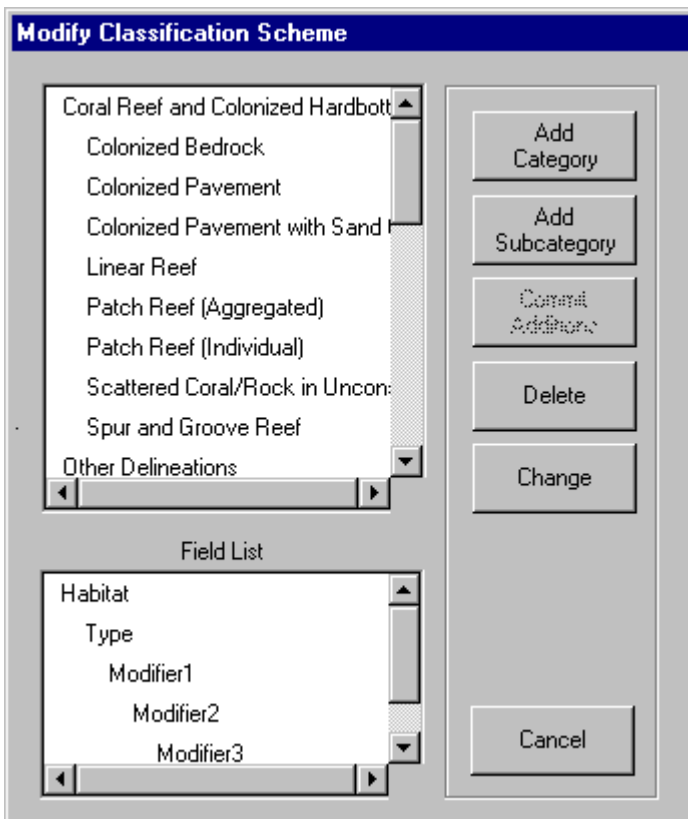 Modify Classification Scheme
Coral Reef and Colonized Hardbott
Colonized Bedrock
Colonized Pavement
Colonized Pavement with Sand
Linear Reef
Patch Reef (Aggregated)
Patch Reef (Individual)
Scattered Coral/Rock in Uncon
Spur and Groove Reef
Other Delineations
Field List
Habitat
Type
Modifier1
Modifier2
Modifier3
Add
Category
Add
Subcategory
Commit
Additions
Delete
Change
Cancel